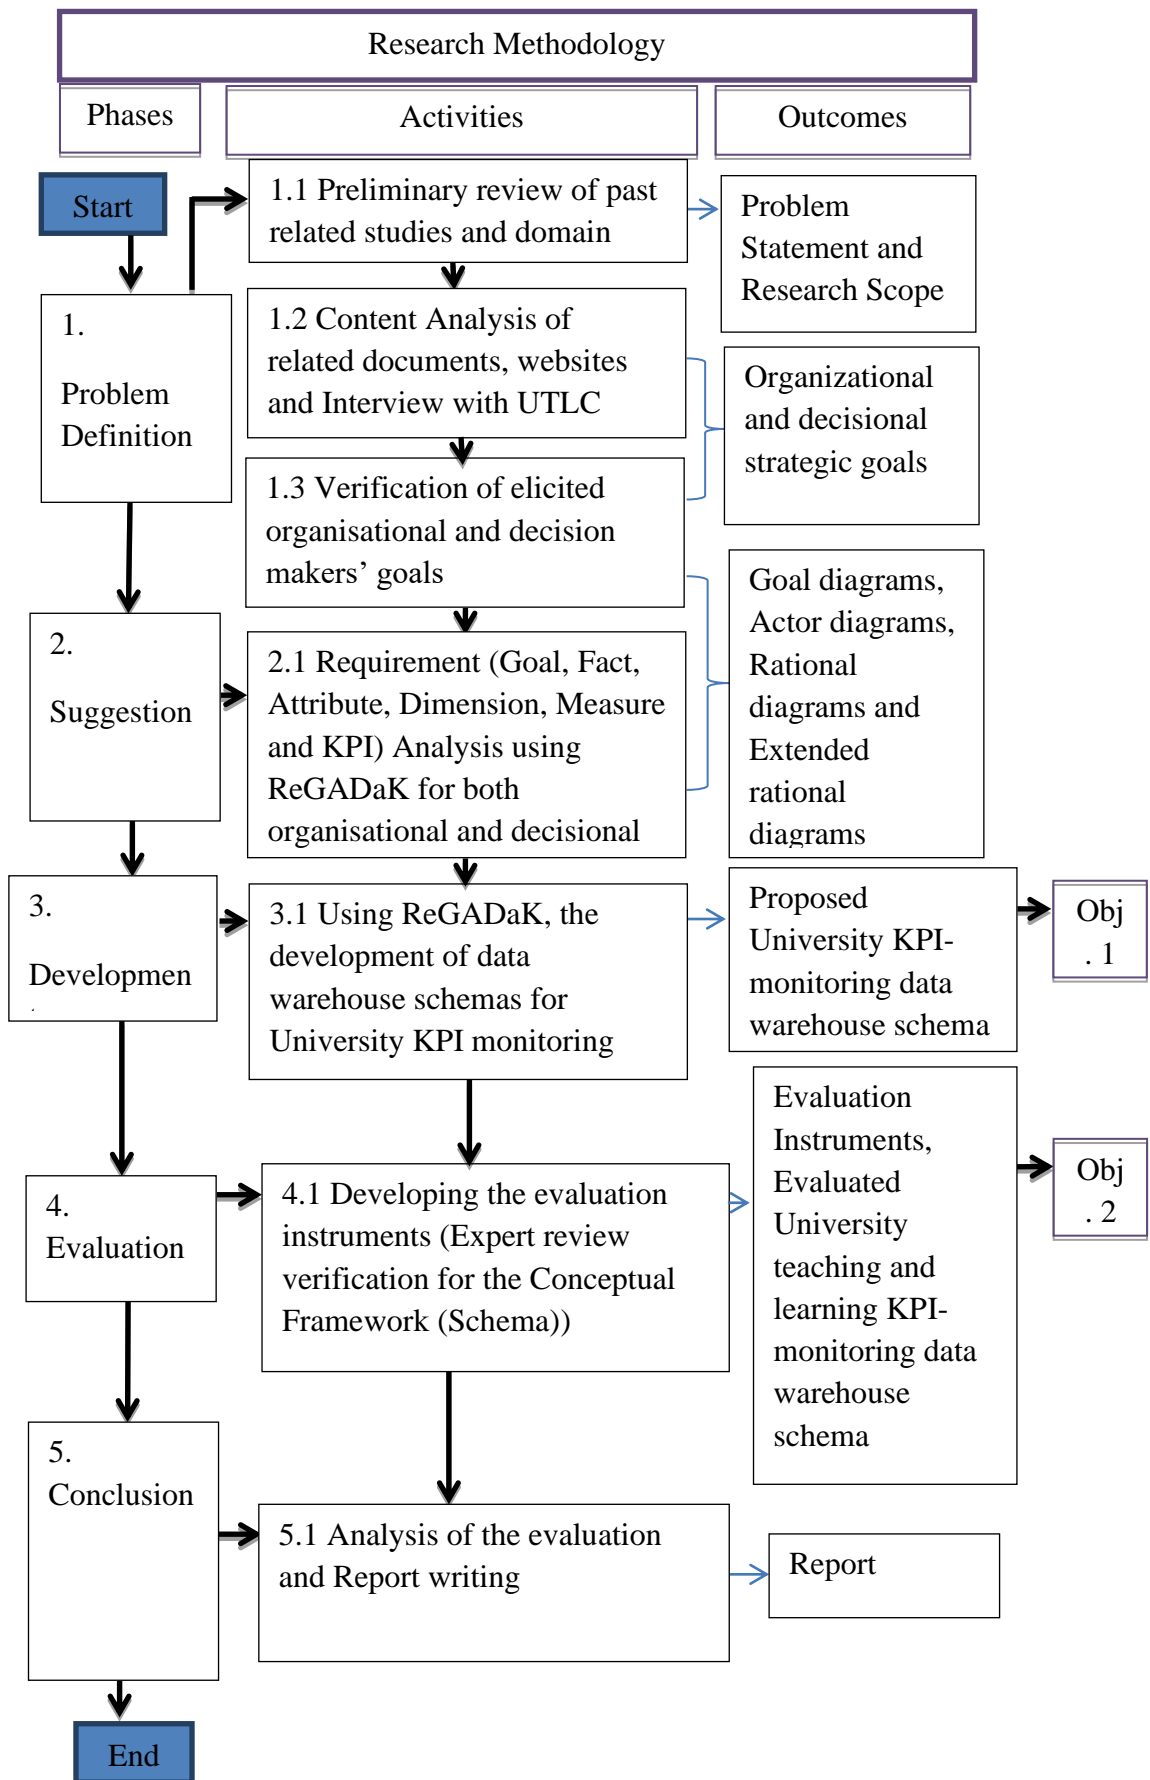 Research Methodology
Phases
Activities
Outcomes
Start
1.1 Preliminary review of past
related studies and domain
Problem
Statement and
Research Scope
1.
Problem
Definition
1.2 Content Analysis of
related documents, websites
and Interview with UTLC
Organizational
and decisional
strategic goals
1.3 Verification of elicited
organisational and decision
makers’ goals
Goal diagrams,
Actor diagrams,
Rational
diagrams and
Extended
rational
diagrams
2.
Suggestion
2.1 Requirement (Goal, Fact,
Attribute, Dimension, Measure
and KPI) Analysis using
ReGADaK for both
organisational and decisional
3.
Developmen
3.1 Using ReGADaK, the
development of data
warehouse schemas for
University KPI monitoring
Proposed
University KPI-
monitoring data
warehouse schema
Obj
. 1
4.
Evaluation
4.1 Developing the evaluation
instruments (Expert review
verification for the Conceptual
Framework (Schema))
Evaluation
Instruments,
Evaluated
University
teaching and
learning KPI-
monitoring data
warehouse
schema
Obj
. 2
5.
Conclusion
5.1 Analysis of the evaluation
and Report writing
Report
End